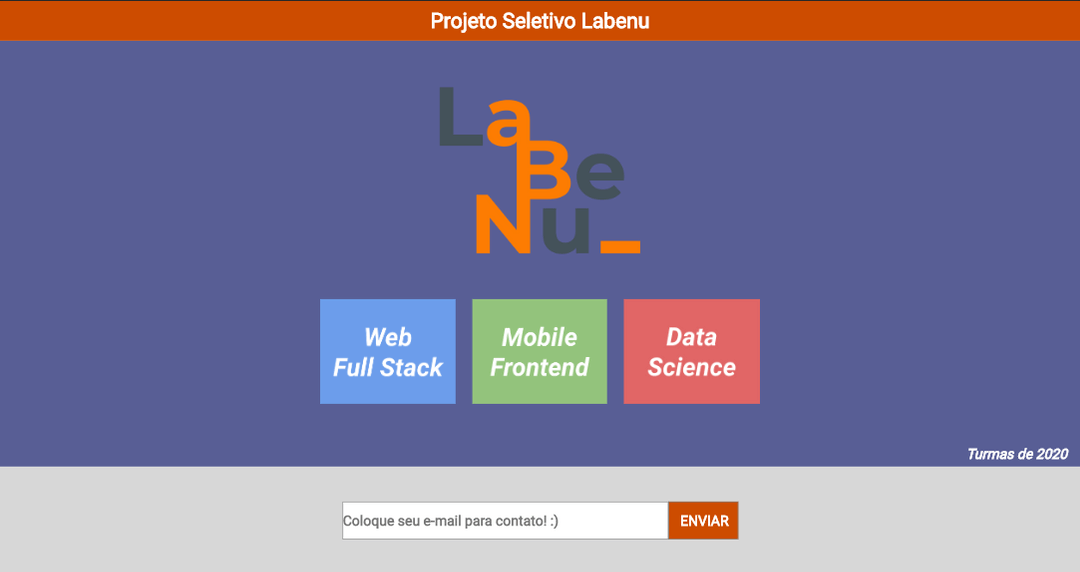 Projeto Seletivo Labenu
La
Be
Nu_
Web
Full Stack
Mobile
Frontend
Data
Science
Turmas de 2020
Coloque seu e-mail para contato! :)
ENVIAR